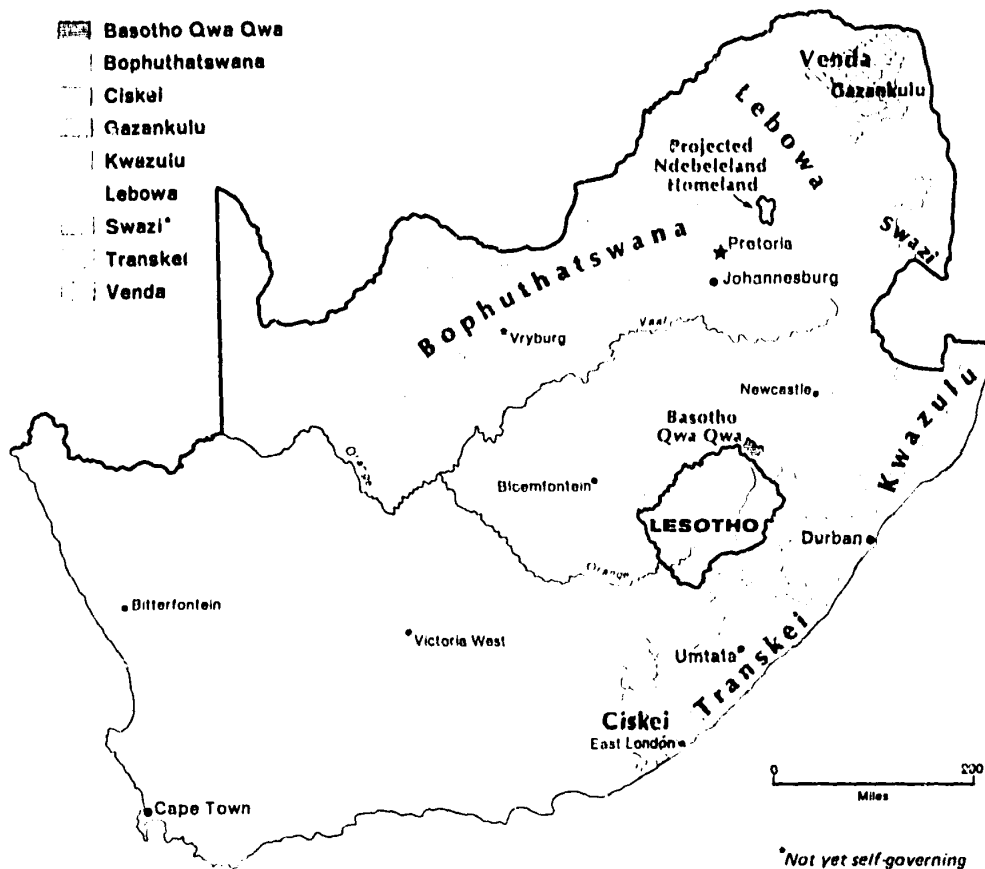 Basotho Qwa Qwa
Bophuthatswana
Ciskei
Gazankulu
Kwazulu
Lebowa
Swazi*
Transkei
Venda
Venda
Gazankulu
Lebowa
Projected
Ndebeleland
Homeland
Swazi
Pretoria
Johannesburg
Bophuthatswana
Vaal
Vryburg
Newcastle
Kwazulu
Basotho
Qwa Qwa
Orange
Bloemfontein
LESOTHO
Durban
Orange
Bitterfontein
Victoria West
Umtata
Transkei
Ciskei
East London
Cape Town
0 200
Miles
*Not yet self-governing